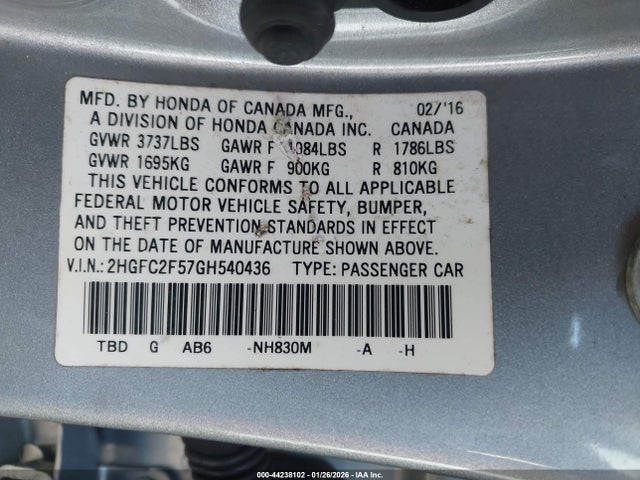 MFD. BY HONDA OF CANADA MFG., 02/'16
A DIVISION OF HONDA CANADA INC. CANADA
GVWR 3737LBS GAWR F 1984LBS R 1786LBS
GVWR 1695KG GAWR F 900KG R 810KG
THIS VEHICLE CONFORMS TO ALL APPLICABLE
FEDERAL MOTOR VEHICLE SAFETY, BUMPER,
AND THEFT PREVENTION STANDARDS IN EFFECT
ON THE DATE OF MANUFACTURE SHOWN ABOVE.
V.I.N.: 2HGFC2F57GH540436 TYPE: PASSENGER CAR
TBD G AB6 -NH830M -A -H
000-44238102 | 01/26/2026 | IAA Inc.